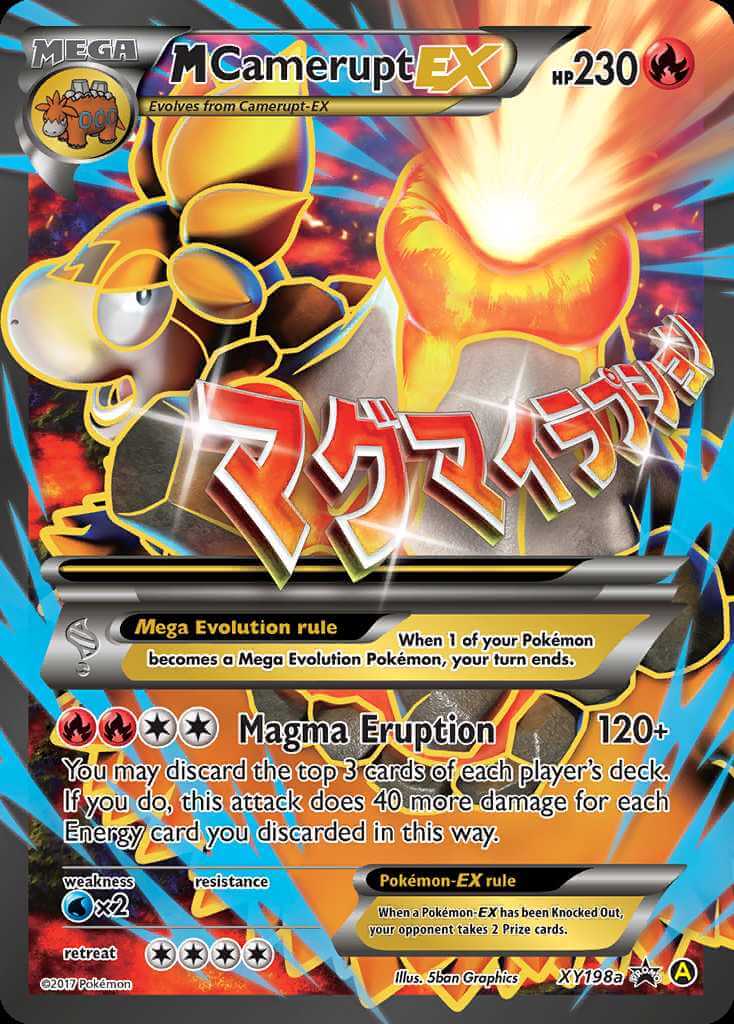 MEGA
MCameruptEX
HP230
Evolves from Camerupt-EX
マグマイラプション
Mega Evolution rule
When 1 of your Pokémon
becomes a Mega Evolution Pokémon, your turn ends.
Magma Eruption 120+
You may discard the top 3 cards of each player's deck.
If you do, this attack does 40 more damage for each
Energy card you discarded in this way.
weakness resistance
×2
retreat
Pokémon-EX rule
When a Pokémon-EX has been Knocked Out,
your opponent takes 2 Prize cards.
©2017 Pokémon
Illus. 5ban Graphics
XY198a
PROMO
A